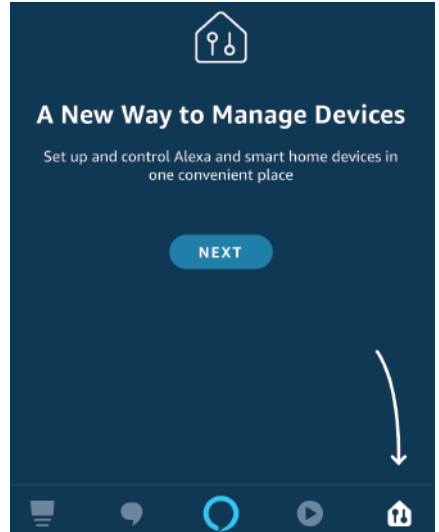 A New Way to Manage Devices
Set up and control Alexa and smart home devices in
one convenient place
NEXT